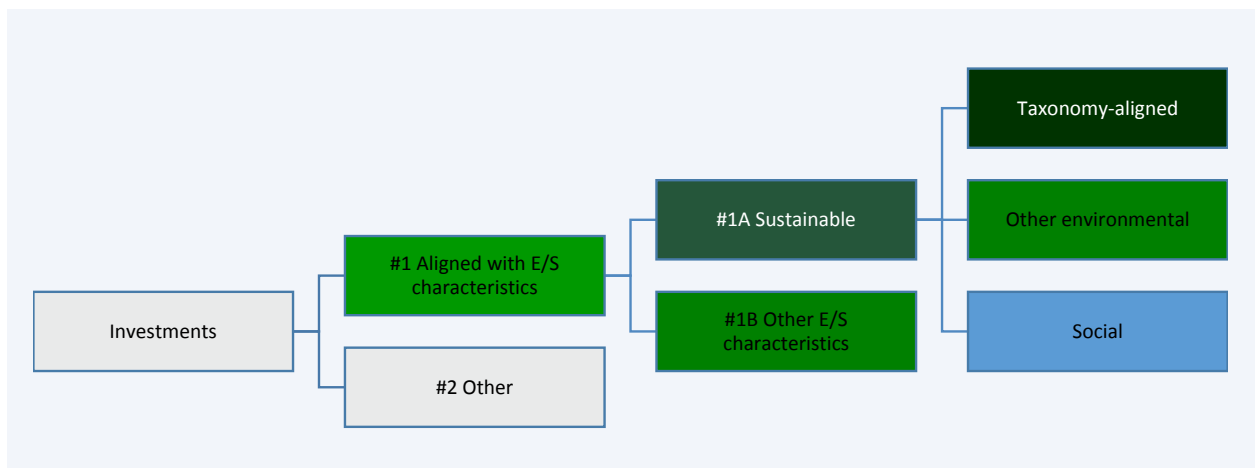 Investments
#1 Aligned with E/S
characteristics
#2 Other
#1A Sustainable
#1B Other E/S
characteristics
Taxonomy-aligned
Other environmental
Social